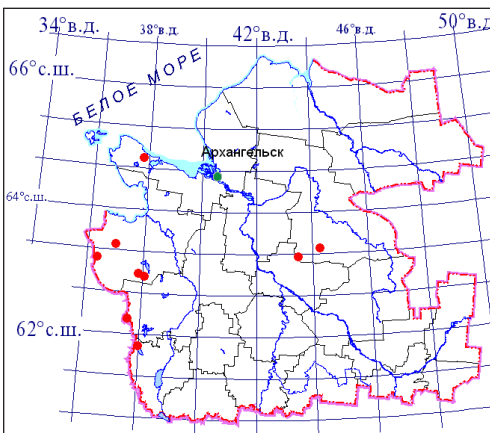 34°в.д.
38°в.д.
42°в.д.
46°в.д.
50°в.д.
66°с.ш.
БЕЛОЕ МОРЕ
Архангельск
64°с.ш.
62°с.ш.